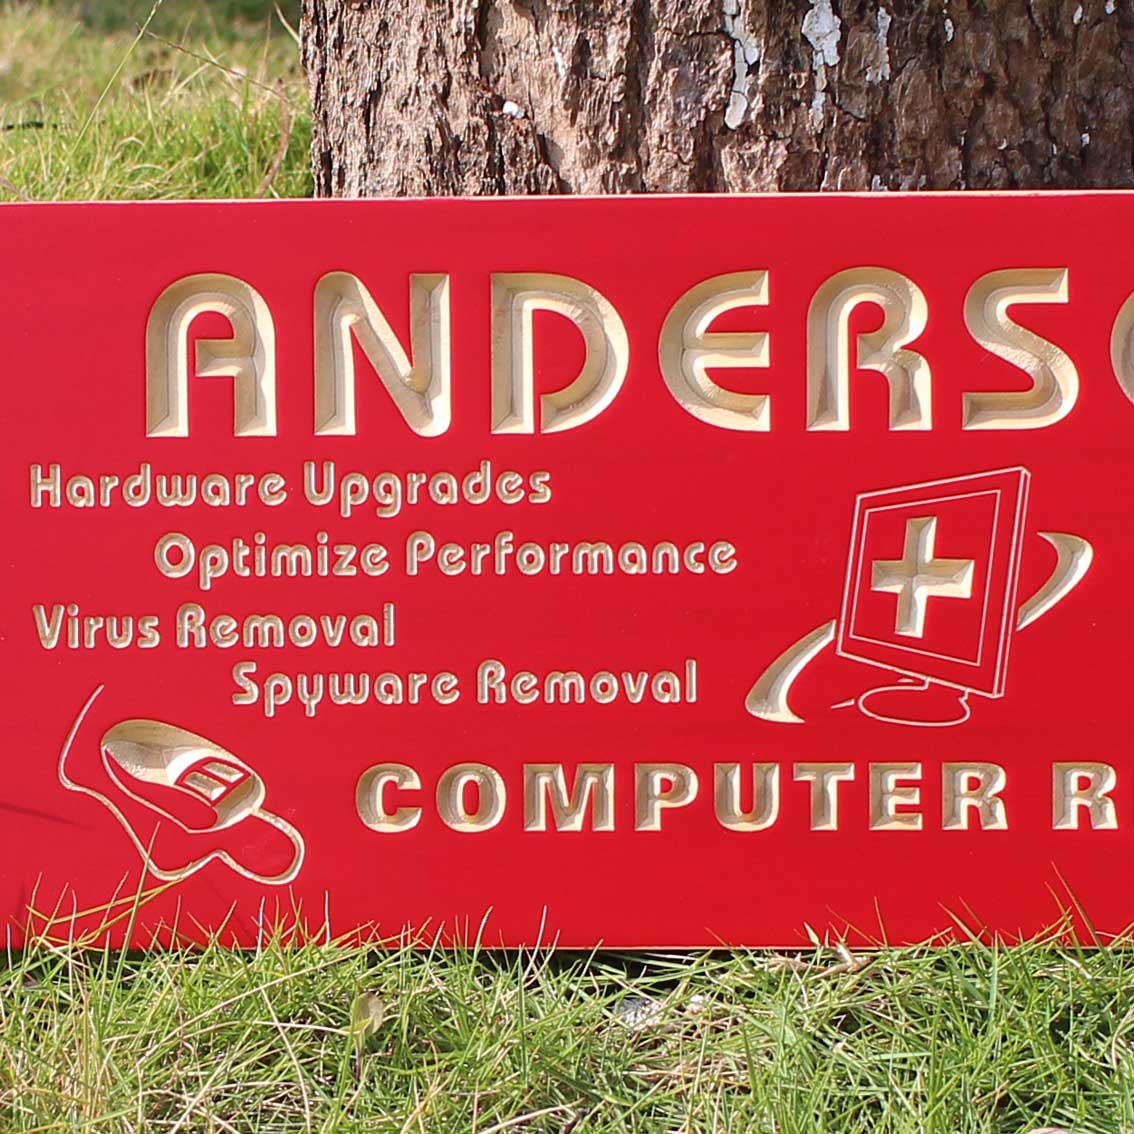 ANDERS
Hardware Upgrades
Optimize Performance
Virus Removal
Spyware Removal
COMPUTER R